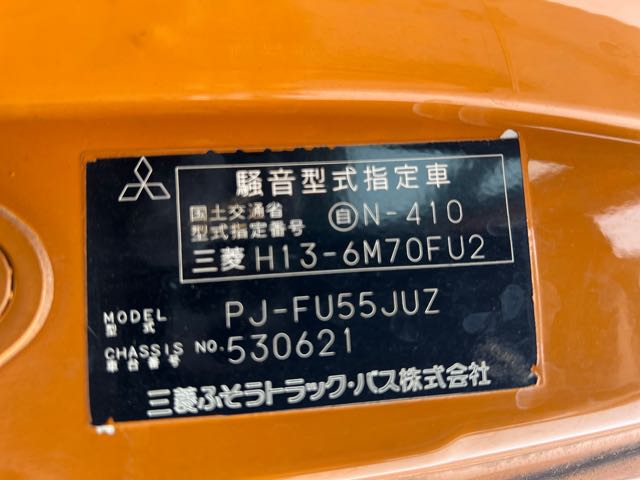 騒音型式指定車
国土交通省
型式指定番号 自N-410
三菱 H13-6M70FU2
MODEL 型式 PJ-FU55JUZ
CHASSIS NO. 車台番号 530621
三菱ふそうトラック・バス株式会社